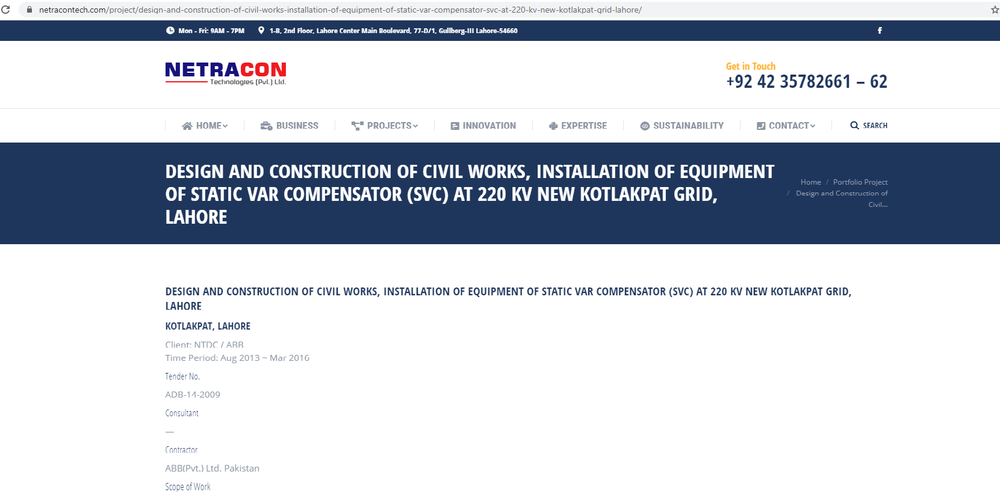 netracontech.com/project/design-and-construction-of-civil-works-installation-of-equipment-of-static-var-compensator-svc-at-220-kv-new-kotlakpat-grid-lahore/
Mon - Fri: 9AM - 7PM 1-B, 2nd Floor, Lahore Center Main Boulevard, 77-D/1, Gullberg-III Lahore-54660
NETRACON
Technologies (Pvt.) Ltd.
Get in Touch
+92 42 35782661 – 62
HOME BUSINESS PROJECTS INNOVATION EXPERTISE SUSTAINABILITY CONTACT SEARCH
DESIGN AND CONSTRUCTION OF CIVIL WORKS, INSTALLATION OF EQUIPMENT
OF STATIC VAR COMPENSATOR (SVC) AT 220 KV NEW KOTLAKPAT GRID,
LAHORE
Home / Portfolio Project
/ Design and Construction of
Civil...
DESIGN AND CONSTRUCTION OF CIVIL WORKS, INSTALLATION OF EQUIPMENT OF STATIC VAR COMPENSATOR (SVC) AT 220 KV NEW KOTLAKPAT GRID,
LAHORE
KOTLAKPAT, LAHORE
Client: NTDC / ABB
Time Period: Aug 2013 ~ Mar 2016
Tender No.
ADB-14-2009
Consultant
—
Contractor
ABB(Pvt.) Ltd. Pakistan
Scope of Work